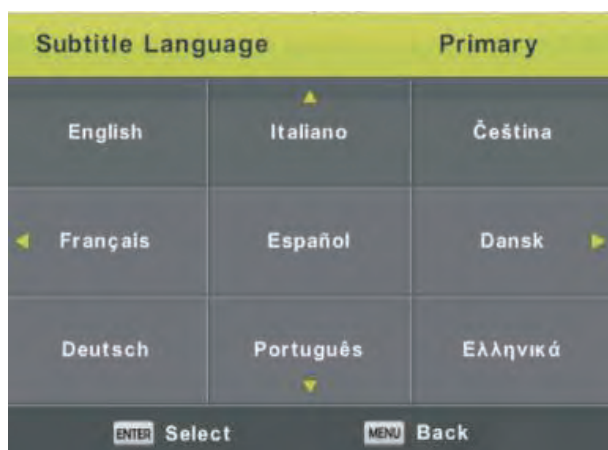 Subtitle Language Primary
English Italiano Čeština
Français Español Dansk
Deutsch Português Ελληνικά
ENTER Select MENU Back